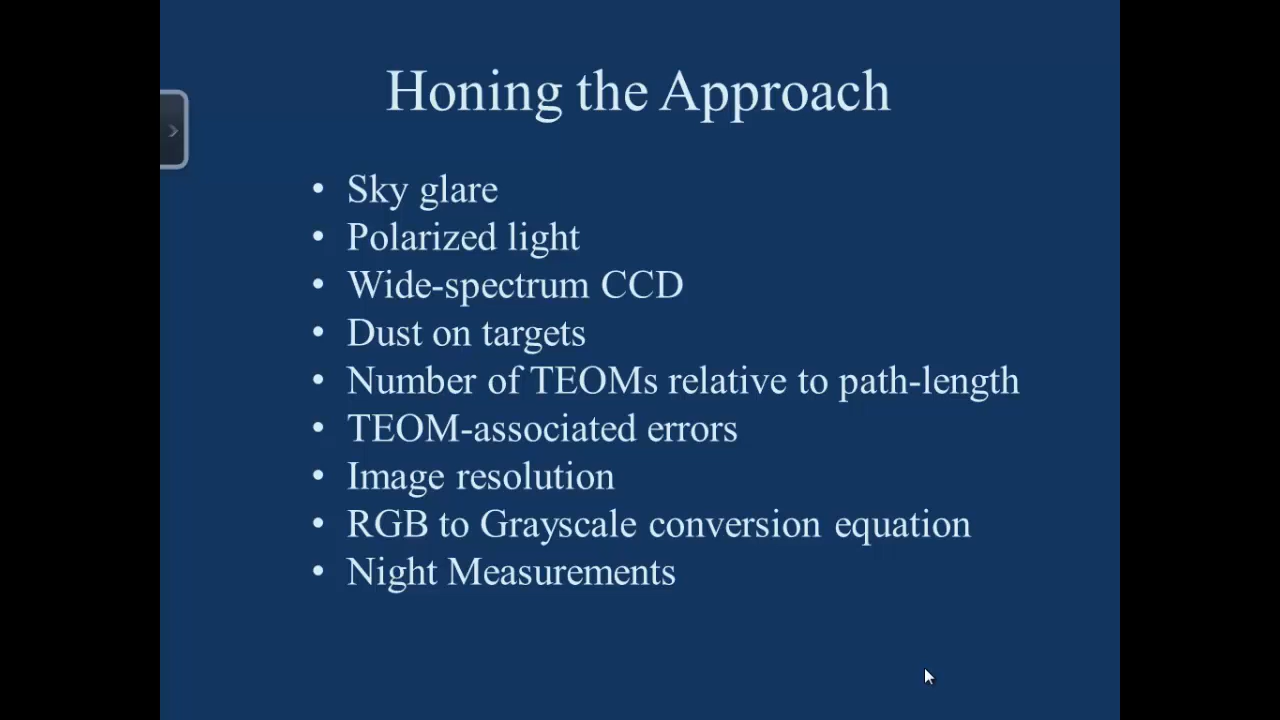 Honing the Approach
• Sky glare
• Polarized light
• Wide-spectrum CCD
• Dust on targets
• Number of TEOMs relative to path-length
• TEOM-associated errors
• Image resolution
• RGB to Grayscale conversion equation
• Night Measurements